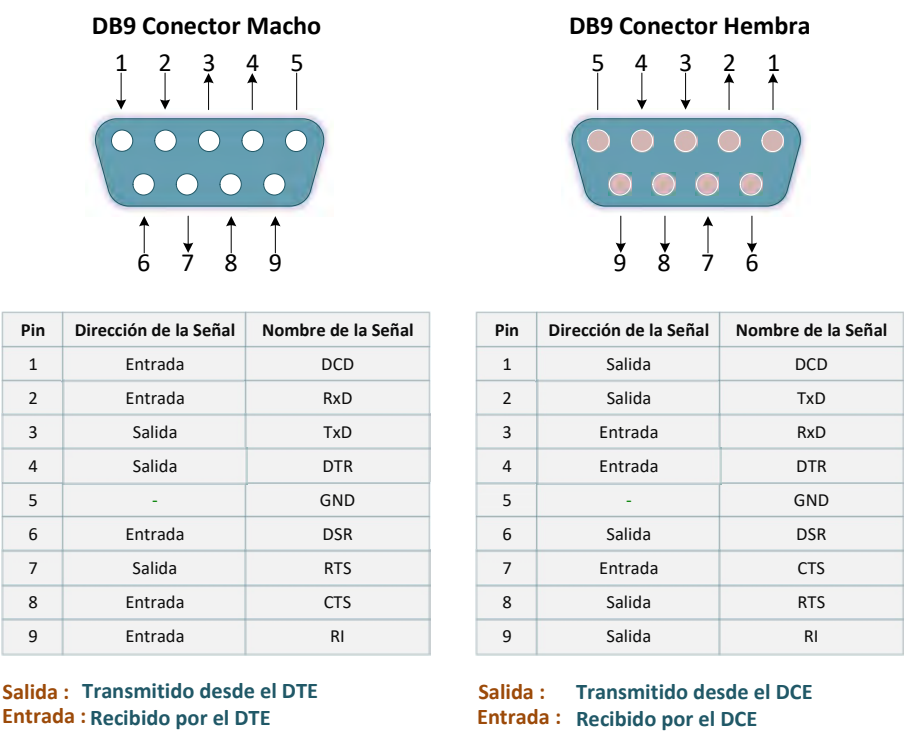 DB9 Conector Macho
1 2 3 4 5
6 7 8 9
Pin Dirección de la Señal Nombre de la Señal
1 Entrada DCD
2 Entrada RxD
3 Salida TxD
4 Salida DTR
5 - GND
6 Entrada DSR
7 Salida RTS
8 Entrada CTS
9 Entrada RI
Salida : Transmitido desde el DTE
Entrada : Recibido por el DTE
DB9 Conector Hembra
5 4 3 2 1
9 8 7 6
Pin Dirección de la Señal Nombre de la Señal
1 Salida DCD
2 Salida TxD
3 Entrada RxD
4 Entrada DTR
5 - GND
6 Salida DSR
7 Entrada CTS
8 Salida RTS
9 Salida RI
Salida : Transmitido desde el DCE
Entrada : Recibido por el DCE